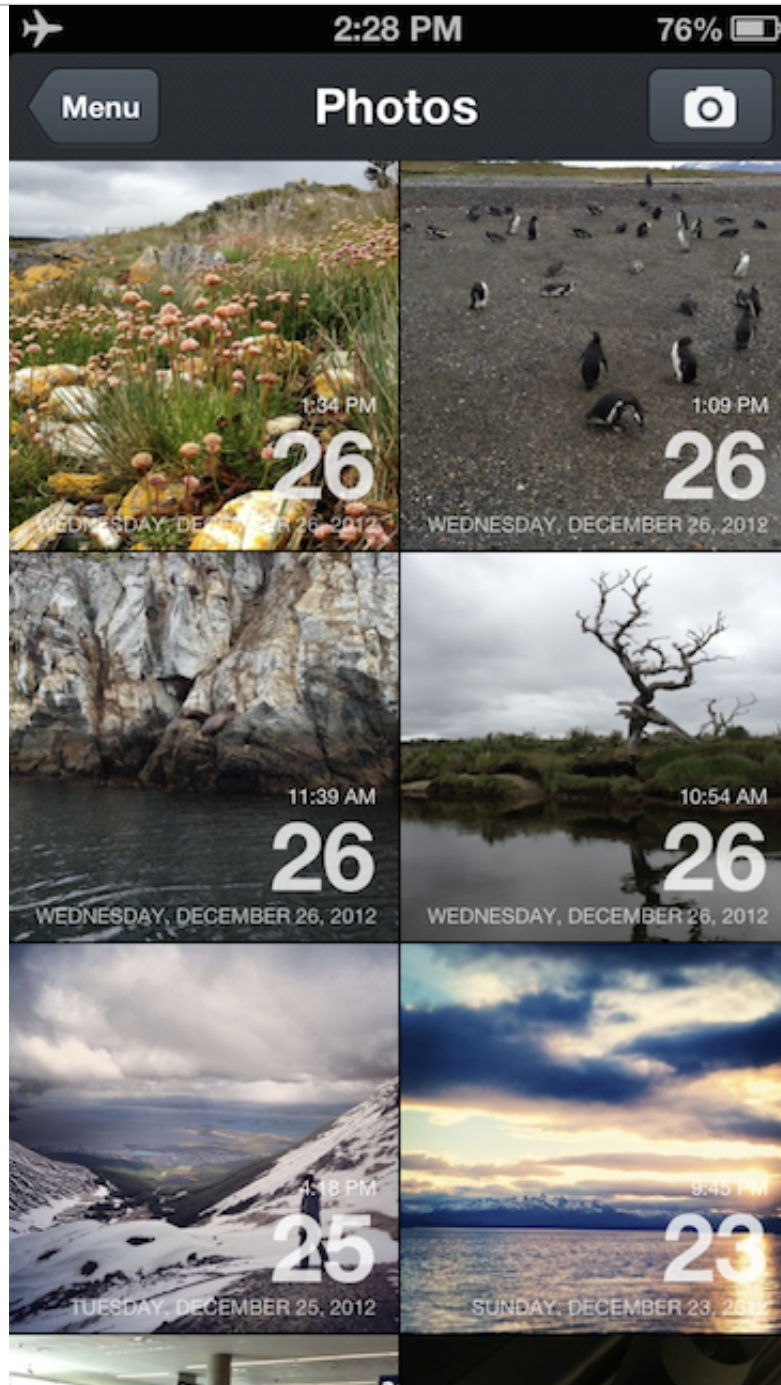 2:28 PM 76%
Menu Photos
1:34 PM
26
WEDNESDAY, DECEMBER 26, 2012
1:09 PM
26
WEDNESDAY, DECEMBER 26, 2012
11:39 AM
26
WEDNESDAY, DECEMBER 26, 2012
10:54 AM
26
WEDNESDAY, DECEMBER 26, 2012
4:18 PM
25
TUESDAY, DECEMBER 25, 2012
9:45 PM
23
SUNDAY, DECEMBER 23, 2012